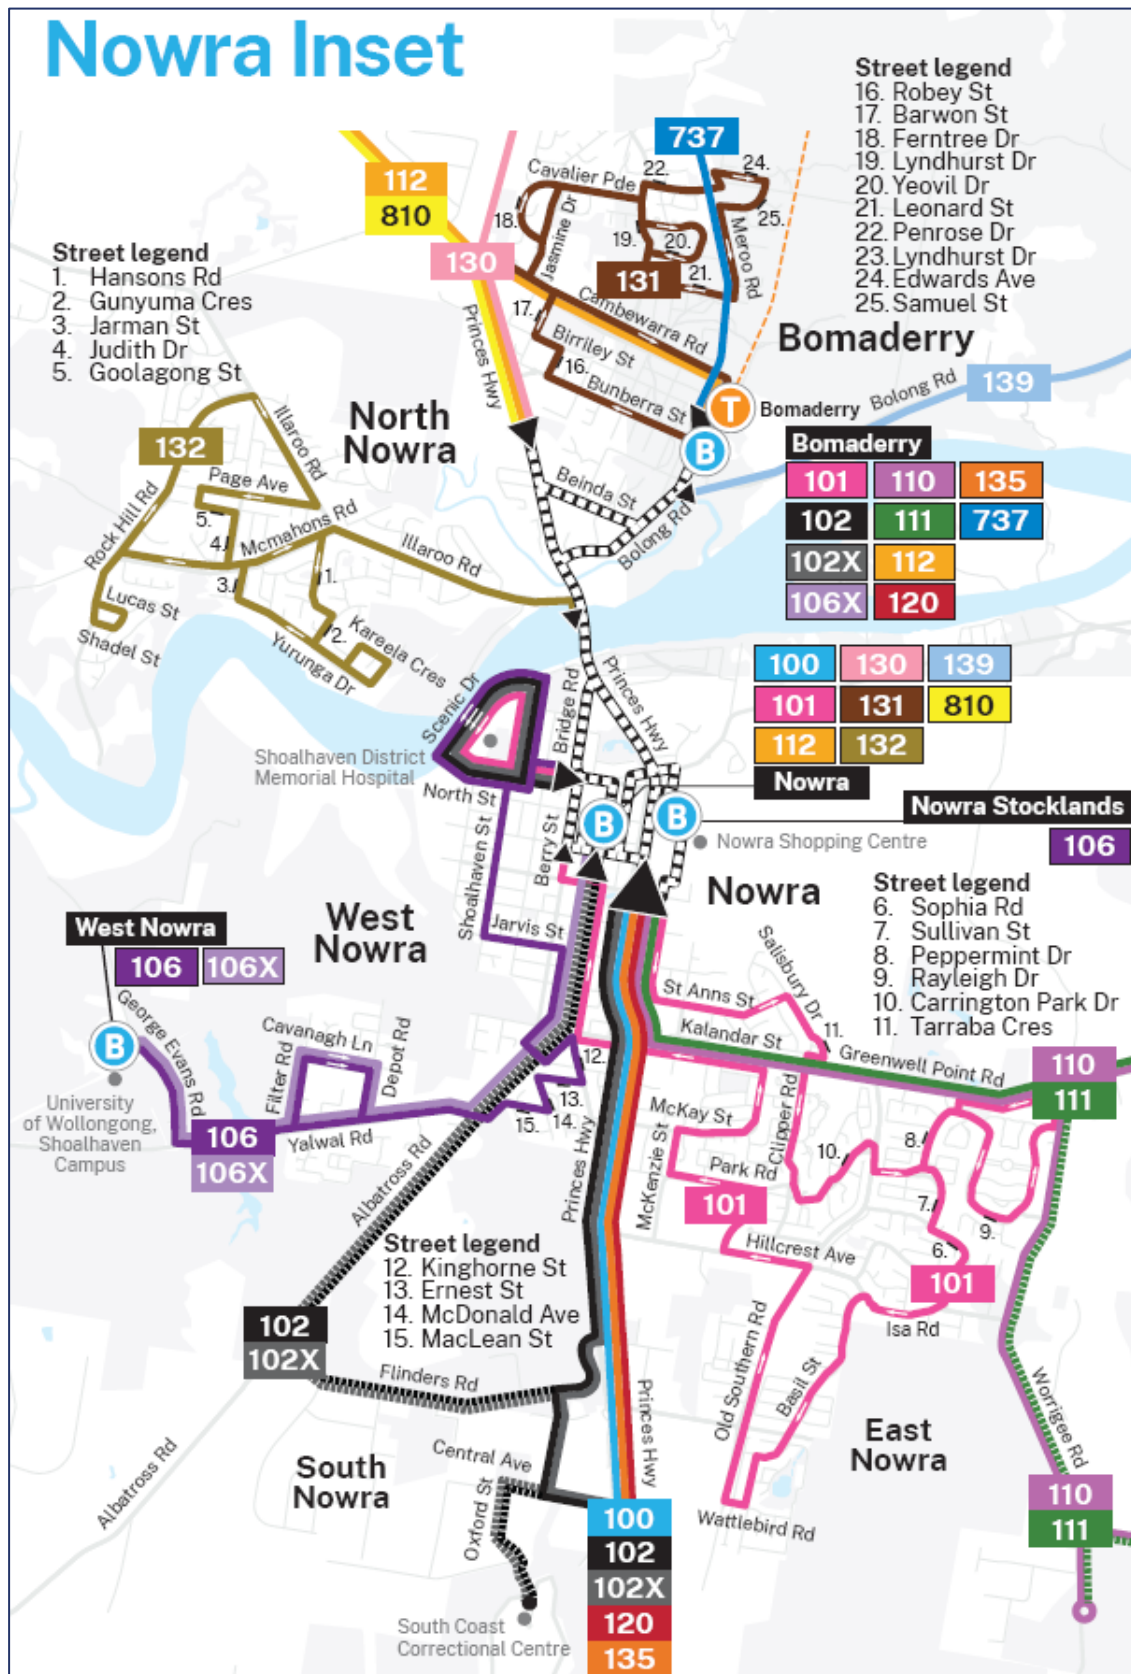 Nowra Inset
Street legend
16. Robey St
17. Barwon St
18. Ferntree Dr
19. Lyndhurst Dr
20. Yeovil Dr
21. Leonard St
22. Penrose Dr
23. Lyndhurst Dr
24. Edwards Ave
25. Samuel St
737
112
810
130
Cavalier Pde
22.
24.
18.
Jasmine Dr
19.
20.
25.
21.
Meroo Rd
131
Street legend
1. Hansons Rd
2. Gunyuma Cres
3. Jarman St
4. Judith Dr
5. Goolagong St
Princes Hwy
17.
Cambewarra Rd
Birriley St
16.
Bunberra St
Bomaderry
T
Bomaderry
Bolong Rd
139
B
North
Nowra
132
Illaroo Rd
Page Ave
5.
4.
Rock Hill Rd
Mcmahons Rd
Illaroo Rd
3.
1.
2.
Lucas St
Shadel St
Yurunga Dr
Kareela Cres
Beinda St
Bolong Rd
Bomaderry
101 110 135
102 111 737
102X 112
106X 120
100 130 139
101 131 810
112 132
Nowra
Scenic Dr
Bridge Rd
Princes Hwy
Shoalhaven District
Memorial Hospital
North St
Shoalhaven St
Berry St
B
B
Nowra Stocklands
106
Nowra Shopping Centre
Nowra
West
Nowra
Jarvis St
West Nowra
106 106X
B
George Evans Rd
University
of Wollongong,
Shoalhaven
Campus
Cavanagh Ln
Filter Rd
Depot Rd
106
106X
Yalwal Rd
Street legend
6. Sophia Rd
7. Sullivan St
8. Peppermint Dr
9. Rayleigh Dr
10. Carrington Park Dr
11. Tarraba Cres
Salisbury Dr
St Anns St
Kalandar St
11.
Greenwell Point Rd
110
111
12.
13.
14.
15.
McKay St
McKenzie St
Park Rd
Clipper Rd
10.
8.
7.
9.
6.
101
Hillcrest Ave
101
Isa Rd
Albatross Rd
Princes Hwy
Street legend
12. Kinghorne St
13. Ernest St
14. McDonald Ave
15. MacLean St
102
102X
Flinders Rd
Old Southern Rd
Basil St
Princes Hwy
Worrigee Rd
East
Nowra
Albatross Rd
South
Nowra
Central Ave
Oxford St
Wattlebird Rd
110
111
100
102
102X
120
135
South Coast
Correctional Centre